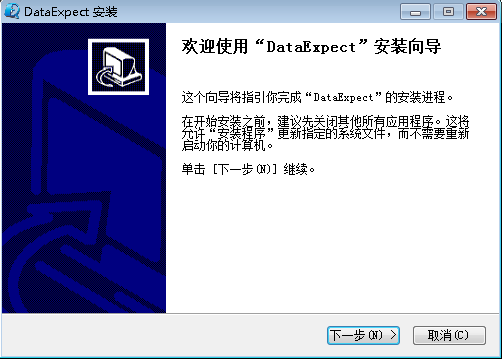 DataExpect 安装
欢迎使用“DataExpect”安装向导
这个向导将指引你完成“DataExpect”的安装进程。
在开始安装之前，建议先关闭其他所有应用程序。这将
允许“安装程序”更新指定的系统文件，而不需要重新
启动你的计算机。
单击 [下一步(N)] 继续。
下一步(N) >
取消(C)